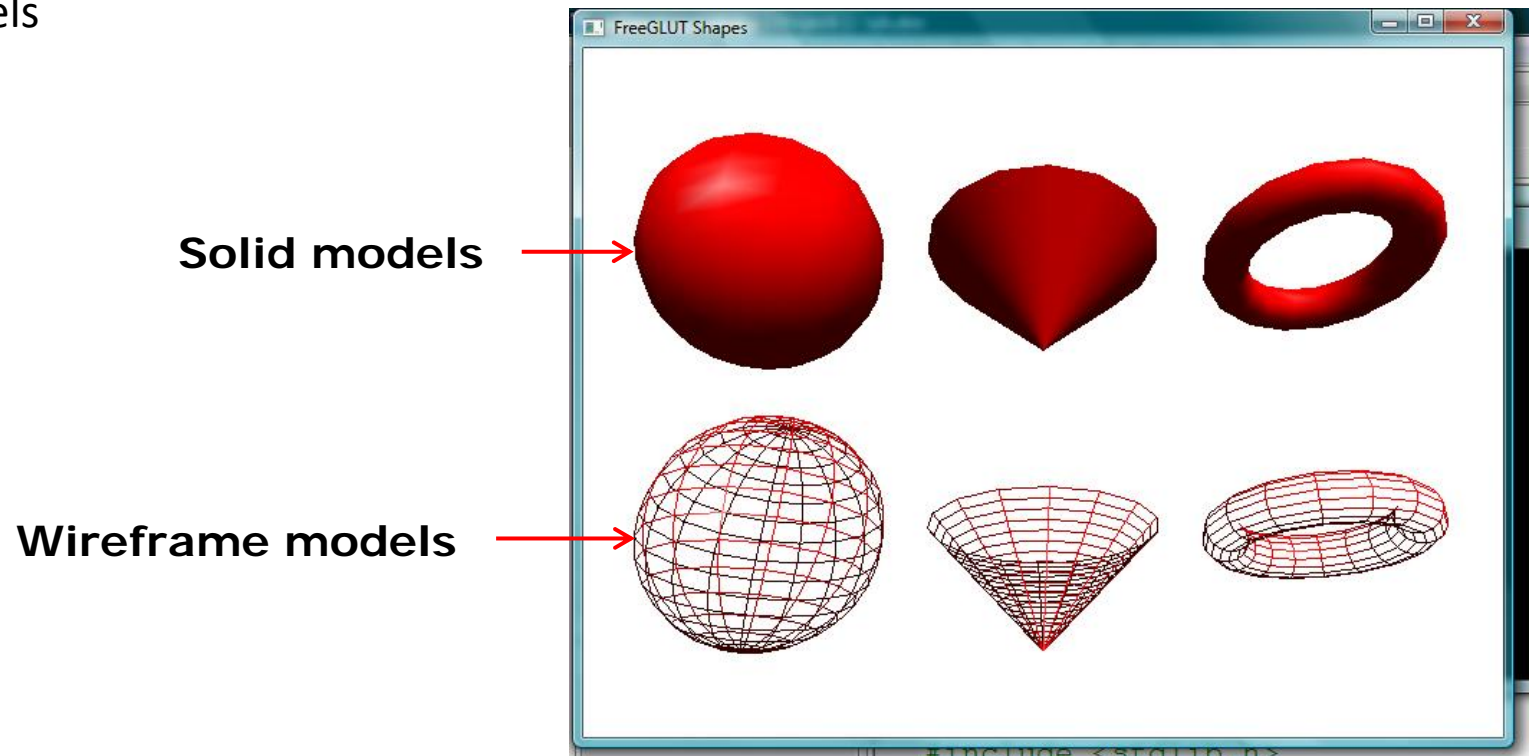 els
FreeGLUT Shapes
Solid models
Wireframe models
#include <stdlib.h>